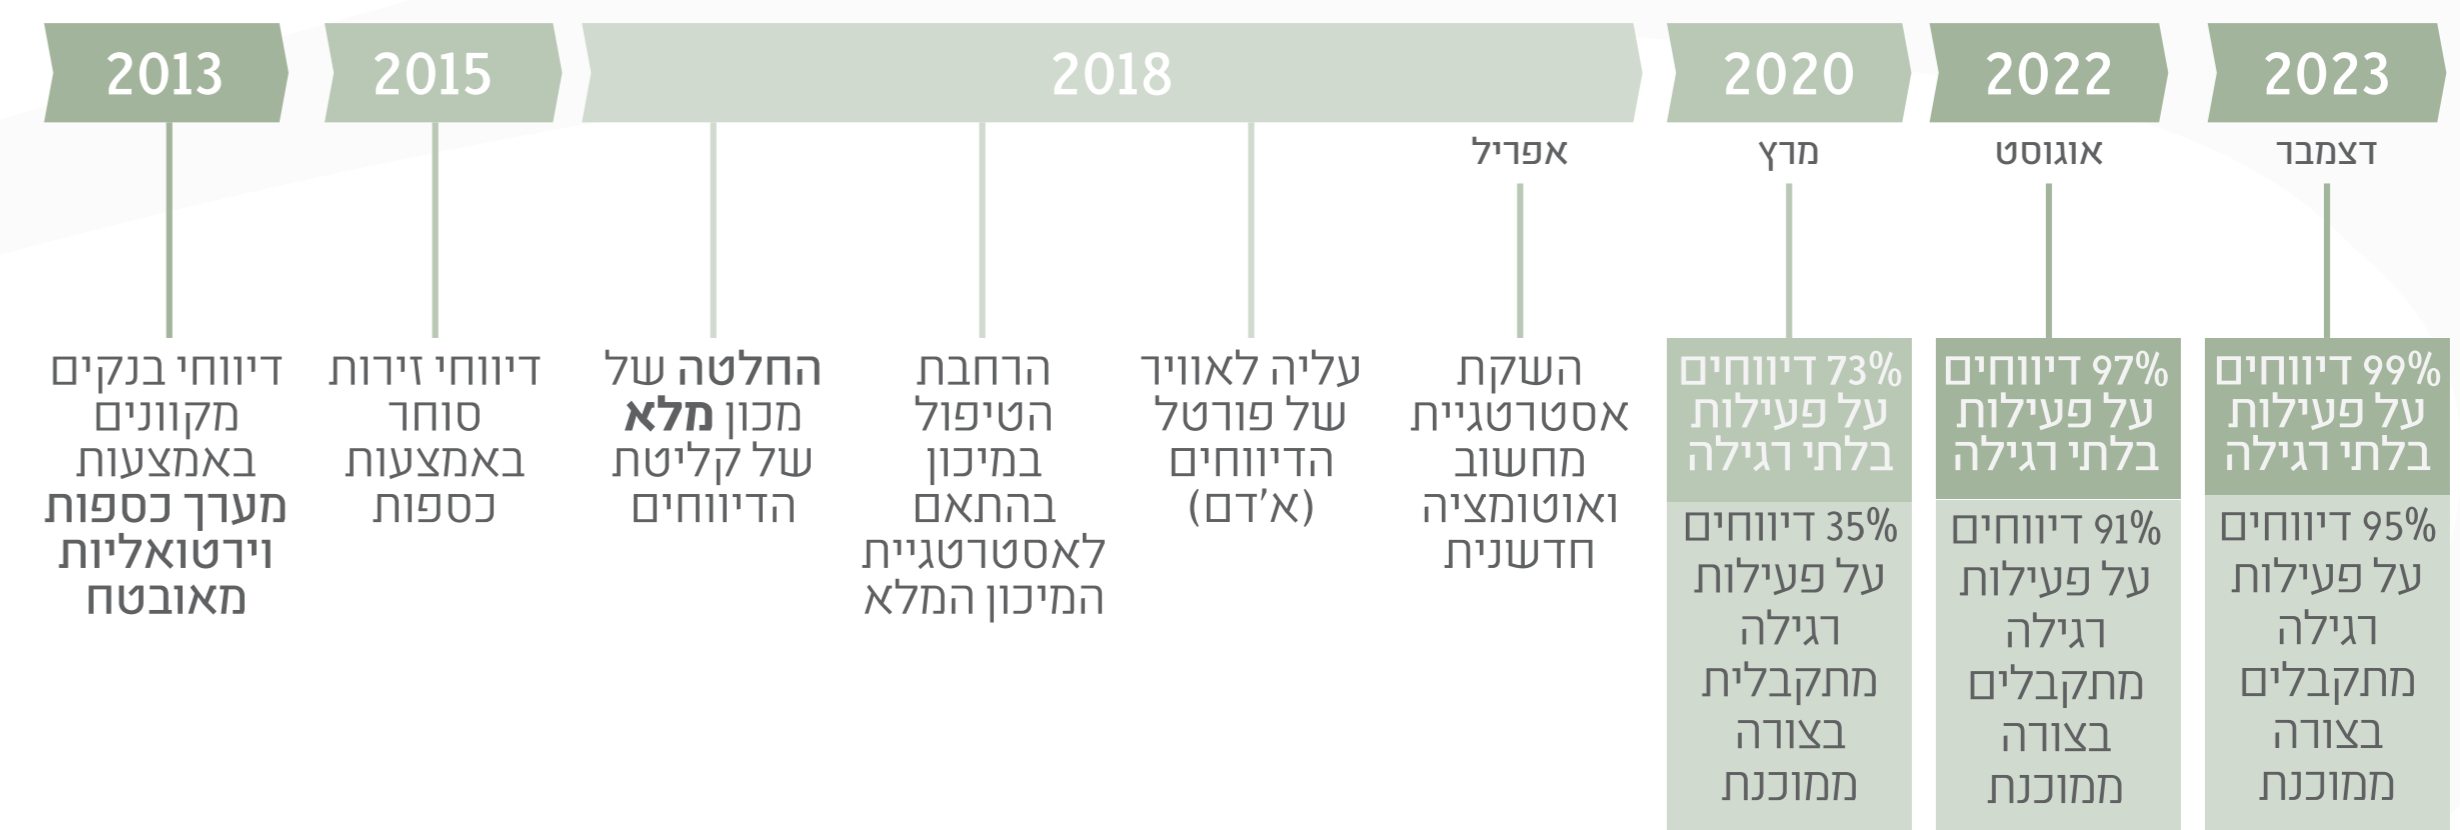 2013
דיווחי בנקים
מקוונים
באמצעות
מערך כספות
וירטואליות
מאובטח
2015
דיווחי זירות
סוחר
באמצעות
כספות
2018
החלטה של
מכון מלא
של קליטת
הדיווחים
הרחבת
הטיפול
במיכון
בהתאם
לאסטרטגיית
המיכון המלא
עליה לאוויר
של פורטל
הדיווחים
(א'דם)
אפריל
השקת
אסטרטגיית
מחשוב
ואוטומציה
חדשנית
2020
מרץ
73% דיווחים
על פעילות
בלתי רגילה
35% דיווחים
על פעילות
רגילה
מתקבלית
בצורה
ממוכנת
2022
אוגוסט
97% דיווחים
על פעילות
בלתי רגילה
91% דיווחים
על פעילות
רגילה
מתקבלים
בצורה
ממוכנת
2023
דצמבר
99% דיווחים
על פעילות
בלתי רגילה
95% דיווחים
על פעילות
רגילה
מתקבלים
בצורה
ממוכנת